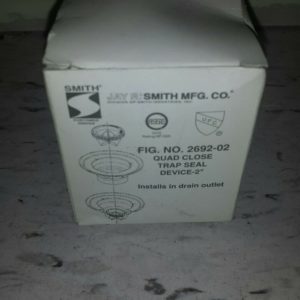 SMITH
JAY R. SMITH MFG. CO.
FIG. NO. 2692-02
QUAD CLOSE
TRAP SEAL
DEVICE-2"
Installs in drain outlet
UPC